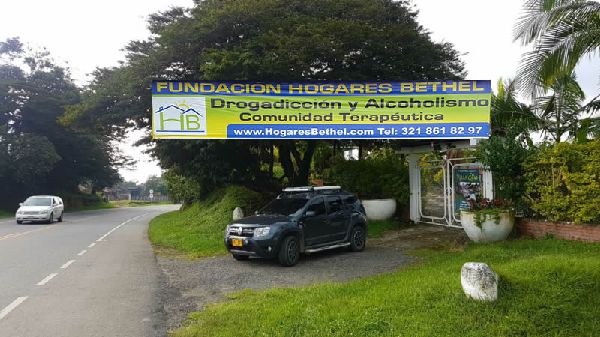 FUNDACION HOGARES BETHEL
Drogadicción y Alcoholismo
Comunidad Terapéutica
HB
www.HogaresBethel.com Tel: 321 861 82 97